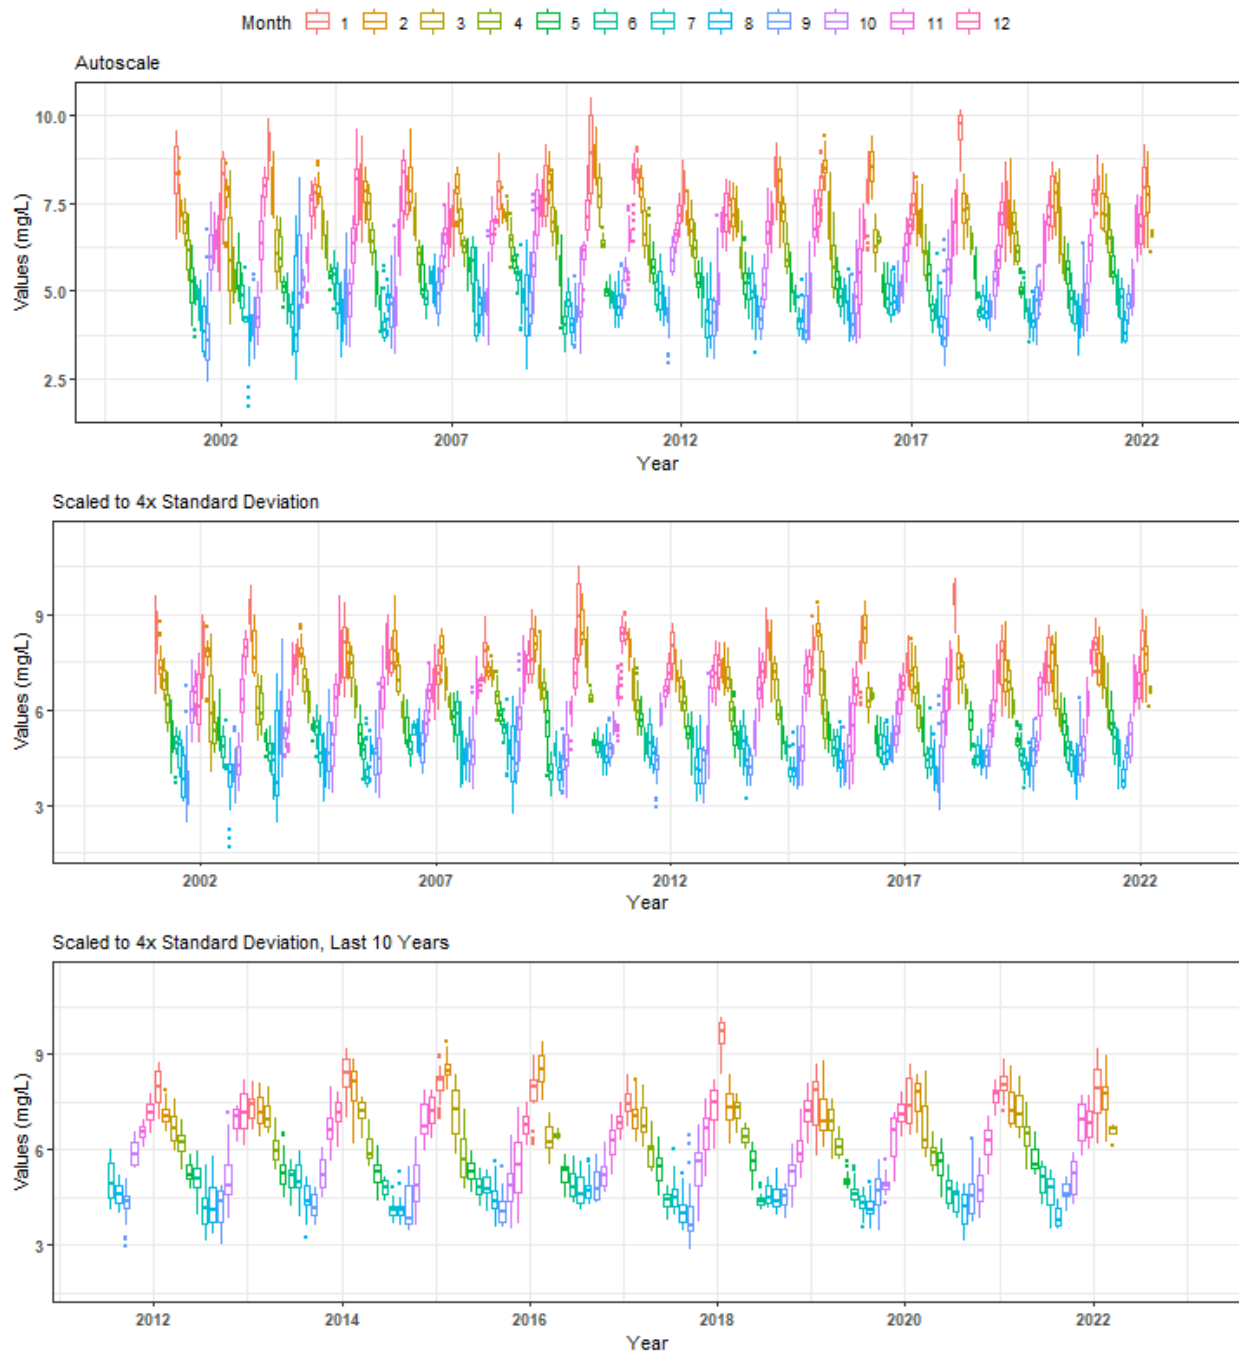 Month 1 2 3 4 5 6 7 8 9 10 11 12
Autoscale
Values (mg/L)
10.0
7.5
5.0
2.5
2002 2007 2012 2017 2022
Year
Scaled to 4x Standard Deviation
Values (mg/L)
9
6
3
2002 2007 2012 2017 2022
Year
Scaled to 4x Standard Deviation, Last 10 Years
Values (mg/L)
9
6
3
2012 2014 2016 2018 2020 2022
Year